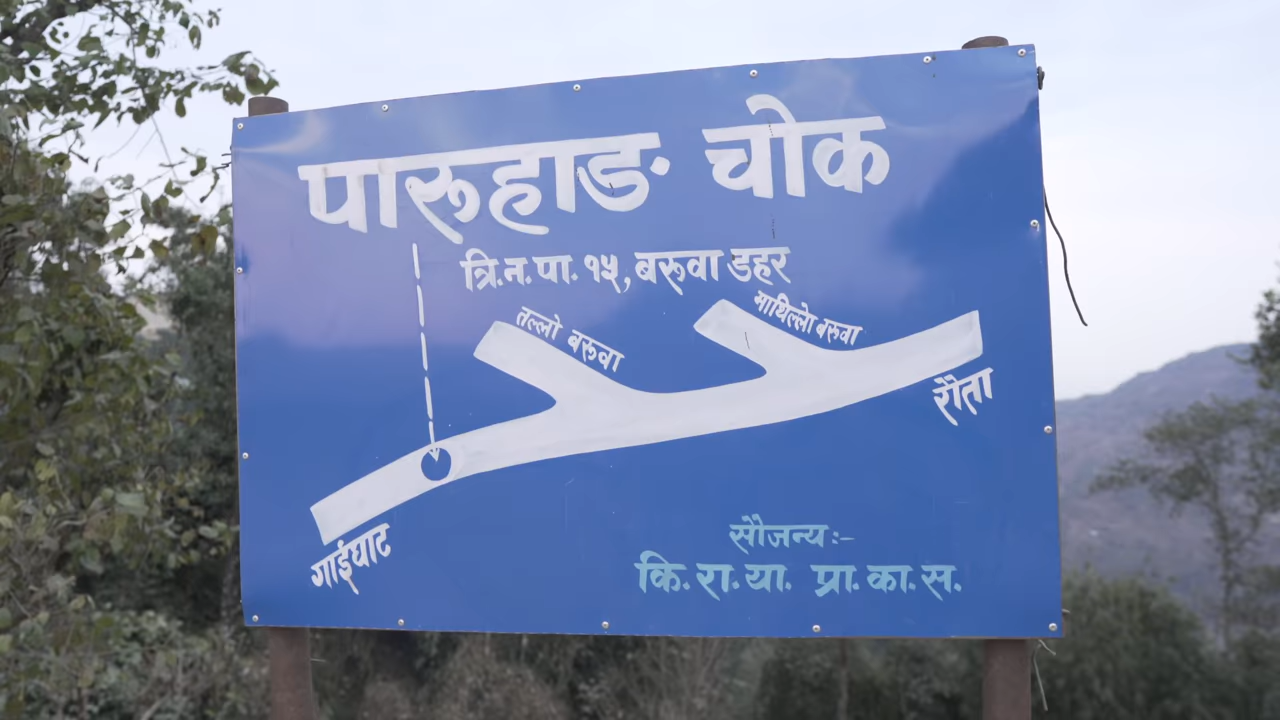 पारूहाङ चोक
त्रि.न.पा. १५, बरूवा डहर
तल्लो बरूवा
माथिल्लो बरूवा
रौता
गाईघाट
सौजन्य:-
कि.रा.या. प्रा.का.स.